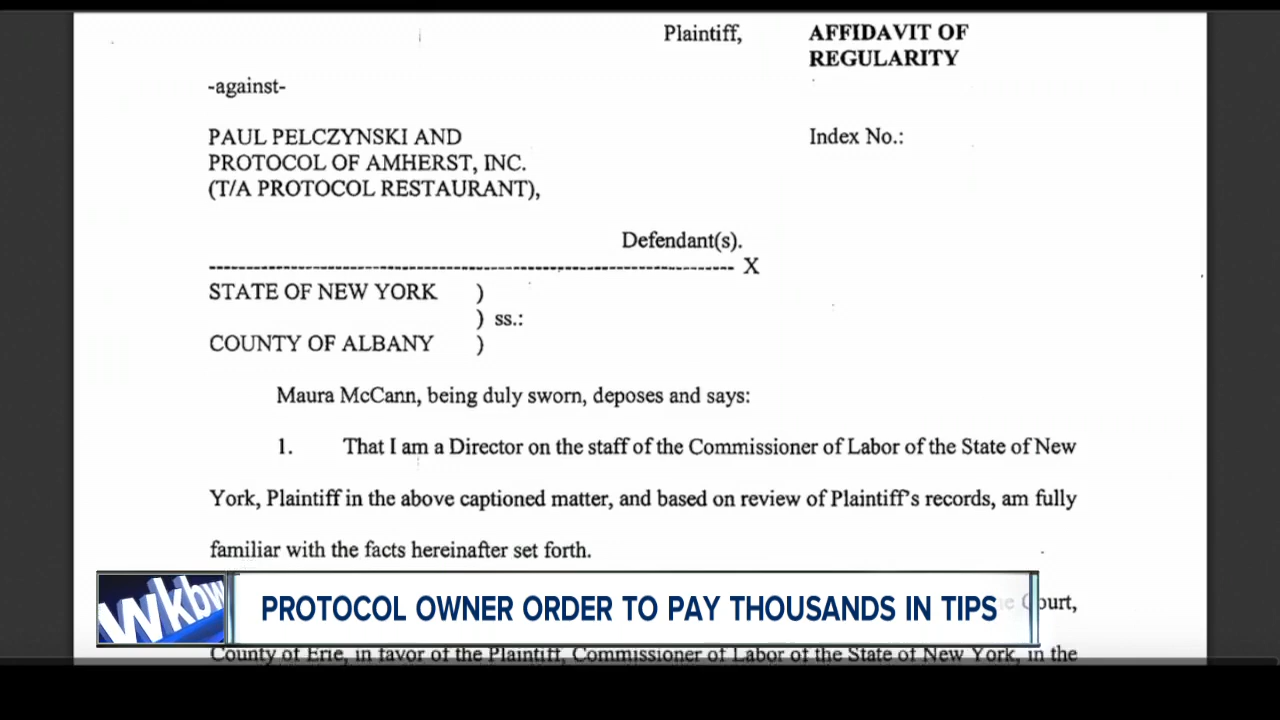 Plaintiff, AFFIDAVIT OF
REGULARITY
-against-
PAUL PELCZYNSKI AND Index No.:
PROTOCOL OF AMHERST, INC.
(T/A PROTOCOL RESTAURANT),
Defendant(s).
------------------------------------------------------------------------ X
STATE OF NEW YORK )
) ss.:
COUNTY OF ALBANY )
Maura McCann, being duly sworn, deposes and says:
1. That I am a Director on the staff of the Commissioner of Labor of the State of New
York, Plaintiff in the above captioned matter, and based on review of Plaintiff's records, am fully
familiar with the facts hereinafter set forth.
wkbw
PROTOCOL OWNER ORDER TO PAY THOUSANDS IN TIPS
Court,
County of Erie, in favor of the Plaintiff, Commissioner of Labor of the State of New York, in the